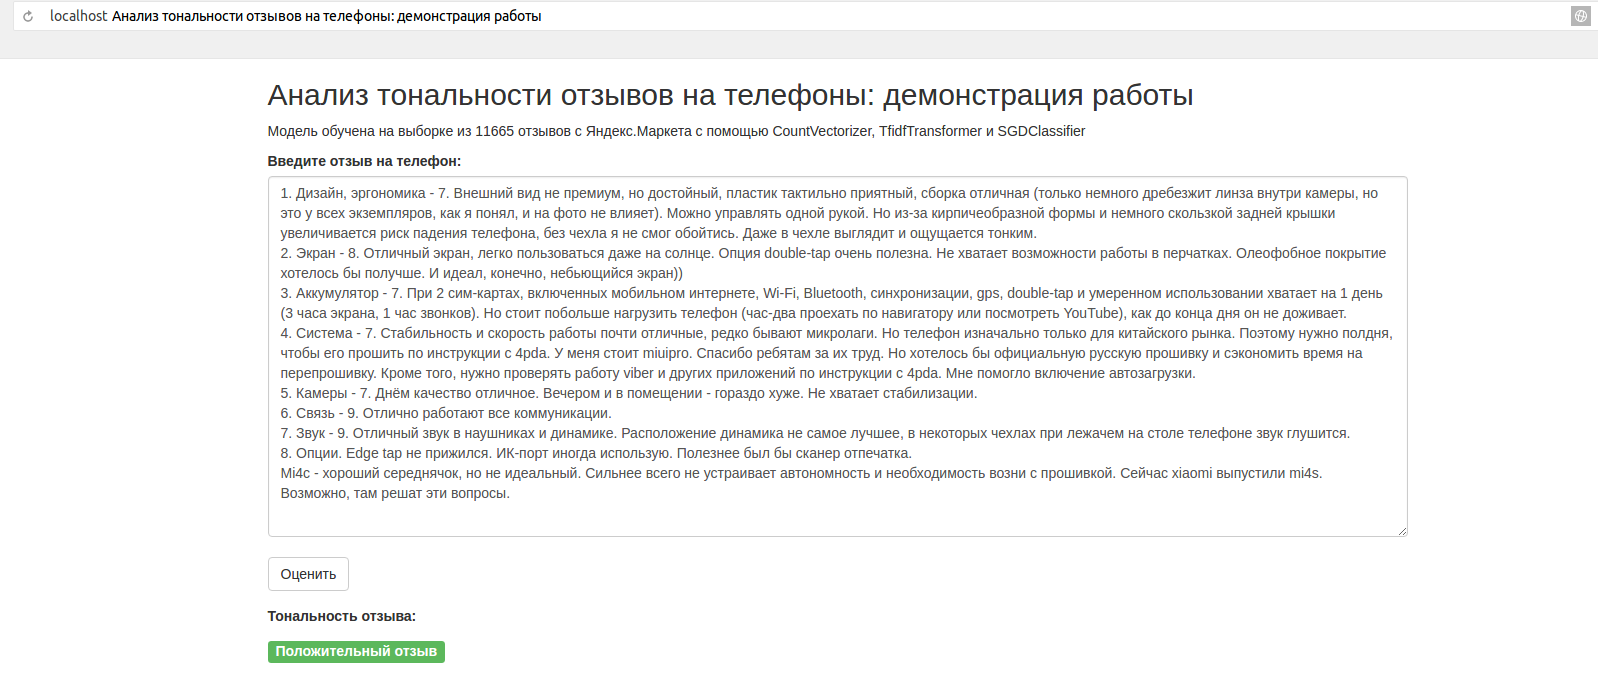 localhost Анализ тональности отзывов на телефоны: демонстрация работы
Анализ тональности отзывов на телефоны: демонстрация работы
Модель обучена на выборке из 11665 отзывов с Яндекс.Маркета с помощью CountVectorizer, TfidfTransformer и SGDClassifier
Введите отзыв на телефон:
1. Дизайн, эргономика - 7. Внешний вид не премиум, но достойный, пластик тактильно приятный, сборка отличная (только немного дребезжит линза внутри камеры, но
это у всех экземпляров, как я понял, и на фото не влияет). Можно управлять одной рукой. Но из-за кирпичеобразной формы и немного скользкой задней крышки
увеличивается риск падения телефона, без чехла я не смог обойтись. Даже в чехле выглядит и ощущается тонким.
2. Экран - 8. Отличный экран, легко пользоваться даже на солнце. Опция double-tap очень полезна. Не хватает возможности работы в перчатках. Олеофобное покрытие
хотелось бы получше. И идеал, конечно, небьющийся экран))
3. Аккумулятор - 7. При 2 сим-картах, включенных мобильном интернете, Wi-Fi, Bluetooth, синхронизации, gps, double-tap и умеренном использовании хватает на 1 день
(3 часа экрана, 1 час звонков). Но стоит побольше нагрузить телефон (час-два проехать по навигатору или посмотреть YouTube), как до конца дня он не доживает.
4. Система - 7. Стабильность и скорость работы почти отличные, редко бывают микролаги. Но телефон изначально только для китайского рынка. Поэтому нужно полдня,
чтобы его прошить по инструкции с 4pda. У меня стоит miuipro. Спасибо ребятам за их труд. Но хотелось бы официальную русскую прошивку и сэкономить время на
перепрошивку. Кроме того, нужно проверять работу viber и других приложений по инструкции с 4pda. Мне помогло включение автозагрузки.
5. Камеры - 7. Днём качество отличное. Вечером и в помещении - гораздо хуже. Не хватает стабилизации.
6. Связь - 9. Отлично работают все коммуникации.
7. Звук - 9. Отличный звук в наушниках и динамике. Расположение динамика не самое лучшее, в некоторых чехлах при лежачем на столе телефоне звук глушится.
8. Опции. Edge tap не прижился. ИК-порт иногда использую. Полезнее был бы сканер отпечатка.
Mi4c - хороший середнячок, но не идеальный. Сильнее всего не устраивает автономность и необходимость возни с прошивкой. Сейчас xiaomi выпустили mi4s.
Возможно, там решат эти вопросы.
Оценить
Тональность отзыва:
Положительный отзыв